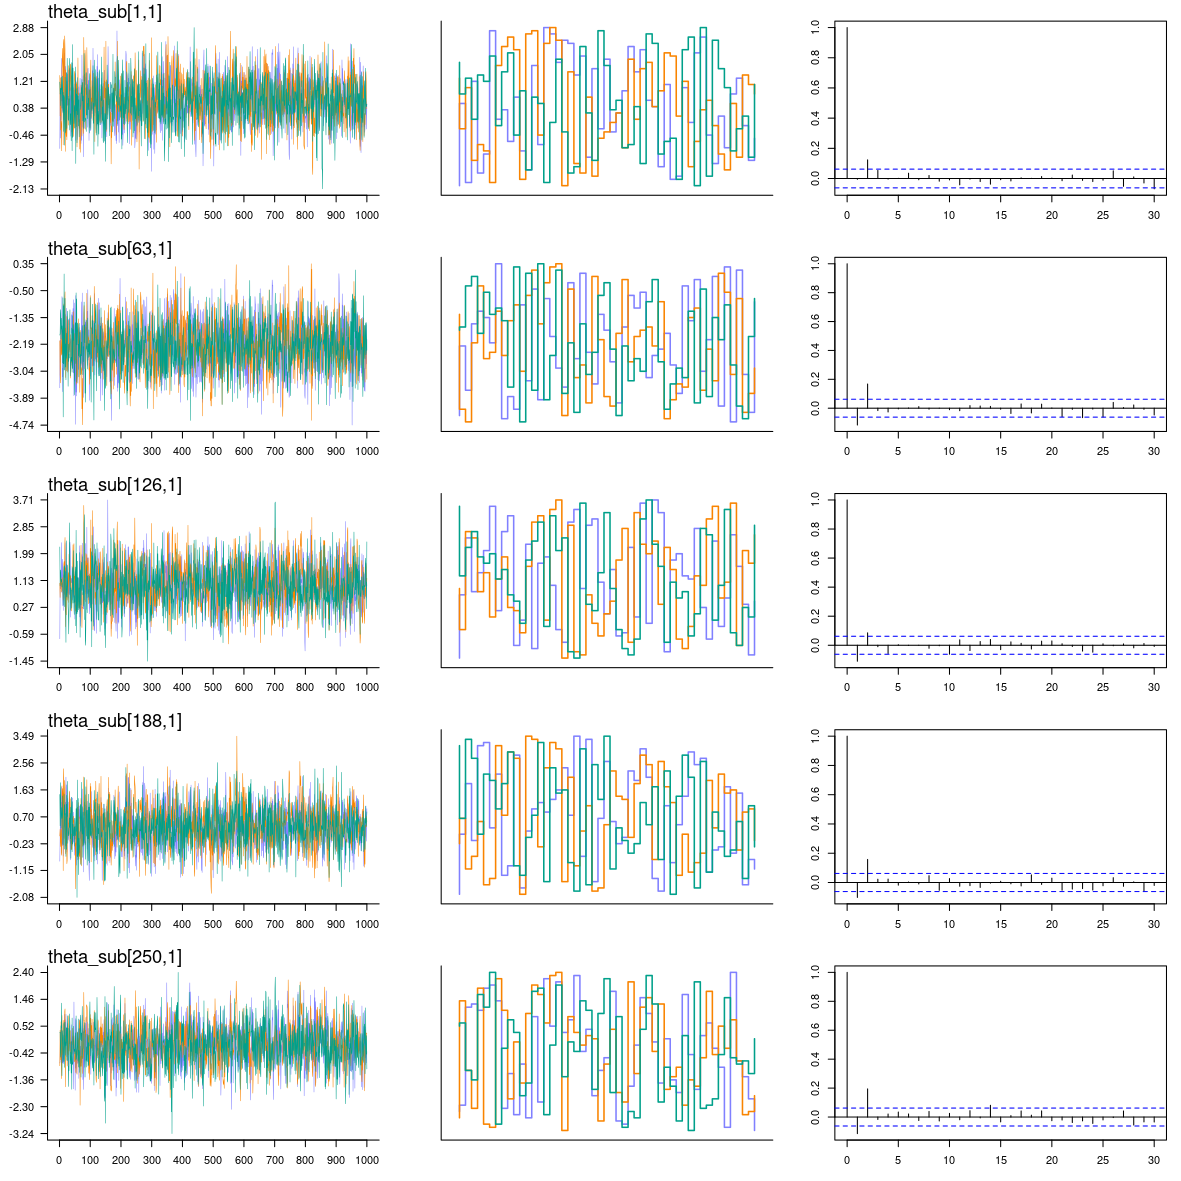 theta_sub[1,1]
2.88
2.05
1.21
0.38
-0.46
-1.29
-2.13
0 100 200 300 400 500 600 700 800 900 1000
0.0 0.2 0.4 0.6 0.8 1.0
0 5 10 15 20 25 30
theta_sub[63,1]
0.35
-0.50
-1.35
-2.19
-3.04
-3.89
-4.74
0 100 200 300 400 500 600 700 800 900 1000
0.0 0.2 0.4 0.6 0.8 1.0
0 5 10 15 20 25 30
theta_sub[126,1]
3.71
2.85
1.99
1.13
0.27
-0.59
-1.45
0 100 200 300 400 500 600 700 800 900 1000
0.0 0.2 0.4 0.6 0.8 1.0
0 5 10 15 20 25 30
theta_sub[188,1]
3.49
2.56
1.63
0.70
-0.23
-1.15
-2.08
0 100 200 300 400 500 600 700 800 900 1000
0.0 0.2 0.4 0.6 0.8 1.0
0 5 10 15 20 25 30
theta_sub[250,1]
2.40
1.46
0.52
-0.42
-1.36
-2.30
-3.24
0 100 200 300 400 500 600 700 800 900 1000
0.0 0.2 0.4 0.6 0.8 1.0
0 5 10 15 20 25 30